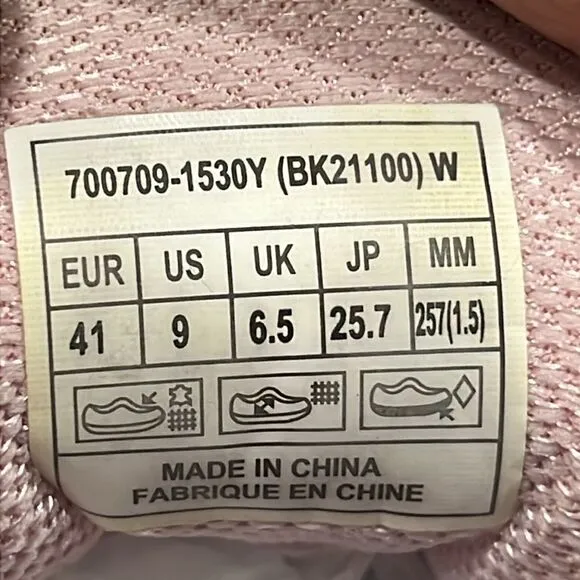 700709-1530Y (BK21100) W
EUR US UK JP MM
41 9 6.5 25.7 257(1.5)
MADE IN CHINA
FABRIQUE EN CHINE